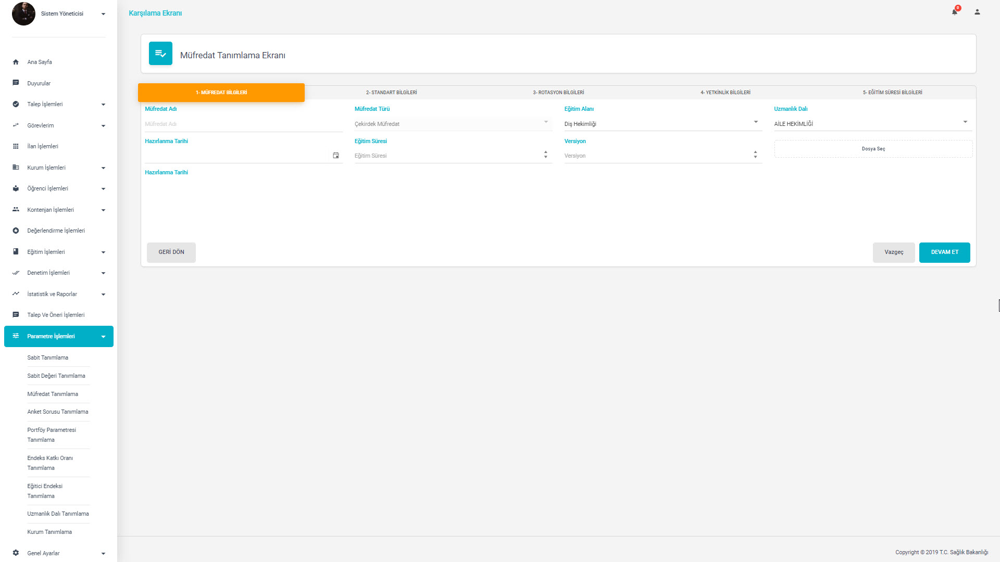 Sistem Yöneticisi
Karşılama Ekranı
0
Müfredat Tanımlama Ekranı
Ana Sayfa
Duyurular
Talep İşlemleri
Görevlerim
İlan İşlemleri
Kurum İşlemleri
Öğrenci İşlemleri
Kontenjan İşlemleri
Değerlendirme İşlemleri
Eğitim İşlemleri
Denetim İşlemleri
İstatistik ve Raporlar
Talep Ve Öneri İşlemleri
Parametre İşlemleri
Sabit Tanımlama
Sabit Değeri Tanımlama
Müfredat Tanımlama
Anket Sorusu Tanımlama
Portföy Parametresi
Tanımlama
Endeks Katkı Oranı
Tanımlama
Eğitici Endeksi
Tanımlama
Uzmanlık Dalı Tanımlama
Kurum Tanımlama
Genel Ayarlar
1- MÜFREDAT BİLGİLERİ
2- STANDART BİLGİLERİ
3- ROTASYON BİLGİLERİ
4- YETKİNLİK BİLGİLERİ
5- EĞİTİM SÜRESİ BİLGİLERİ
Müfredat Adı
Müfredat Adı
Müfredat Türü
Çekirdek Müfredat
Eğitim Alanı
Diş Hekimliği
Uzmanlık Dalı
AİLE HEKİMLİĞİ
Hazırlanma Tarihi
Eğitim Süresi
Eğitim Süresi
Versiyon
Versiyon
Dosya Seç
Hazırlanma Tarihi
GERİ DÖN
Vazgeç
DEVAM ET
Copyright © 2019 T.C. Sağlık Bakanlığı